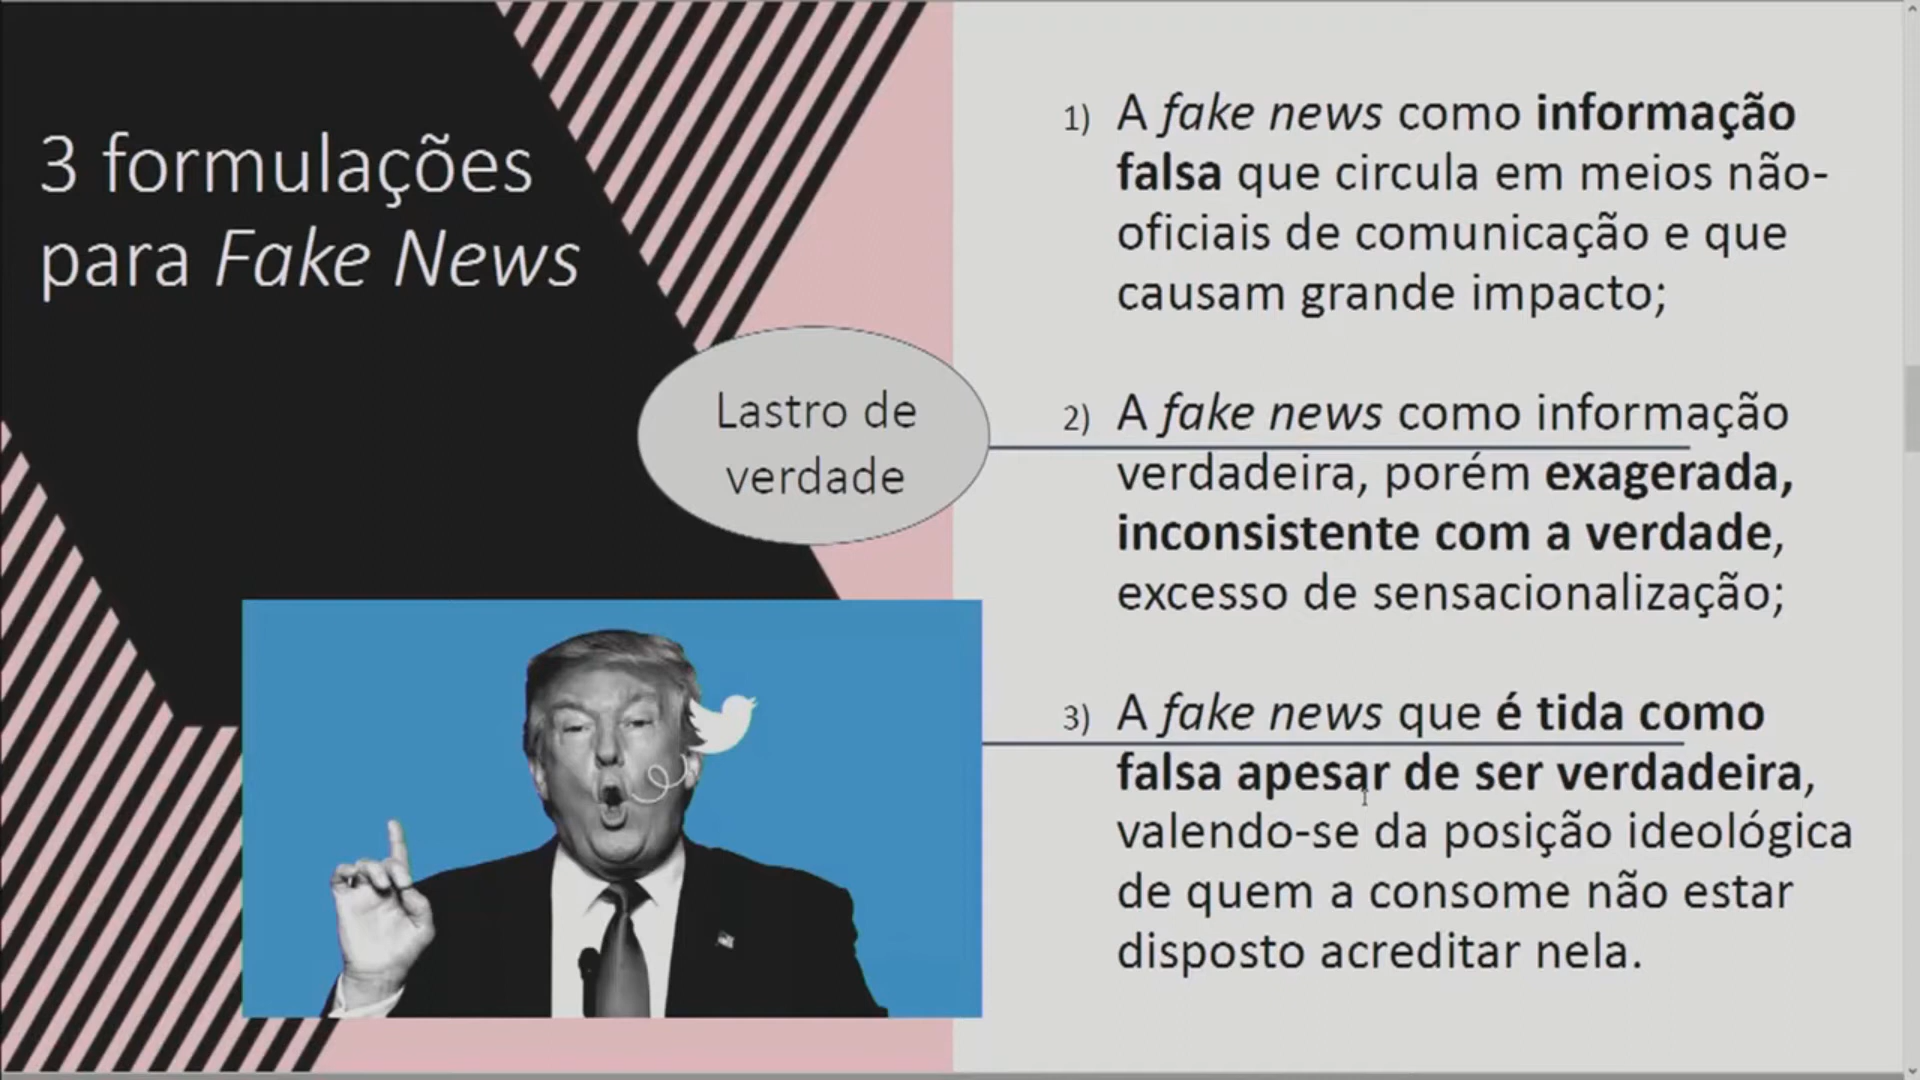 3 formulações
para Fake News
Lastro de
verdade
1) A fake news como informação
falsa que circula em meios não-
oficiais de comunicação e que
causam grande impacto;
2) A fake news como informação
verdadeira, porém exagerada,
inconsistente com a verdade,
excesso de sensacionalização;
3) A fake news que é tida como
falsa apesar de ser verdadeira,
valendo-se da posição ideológica
de quem a consome não estar
disposto acreditar nela.